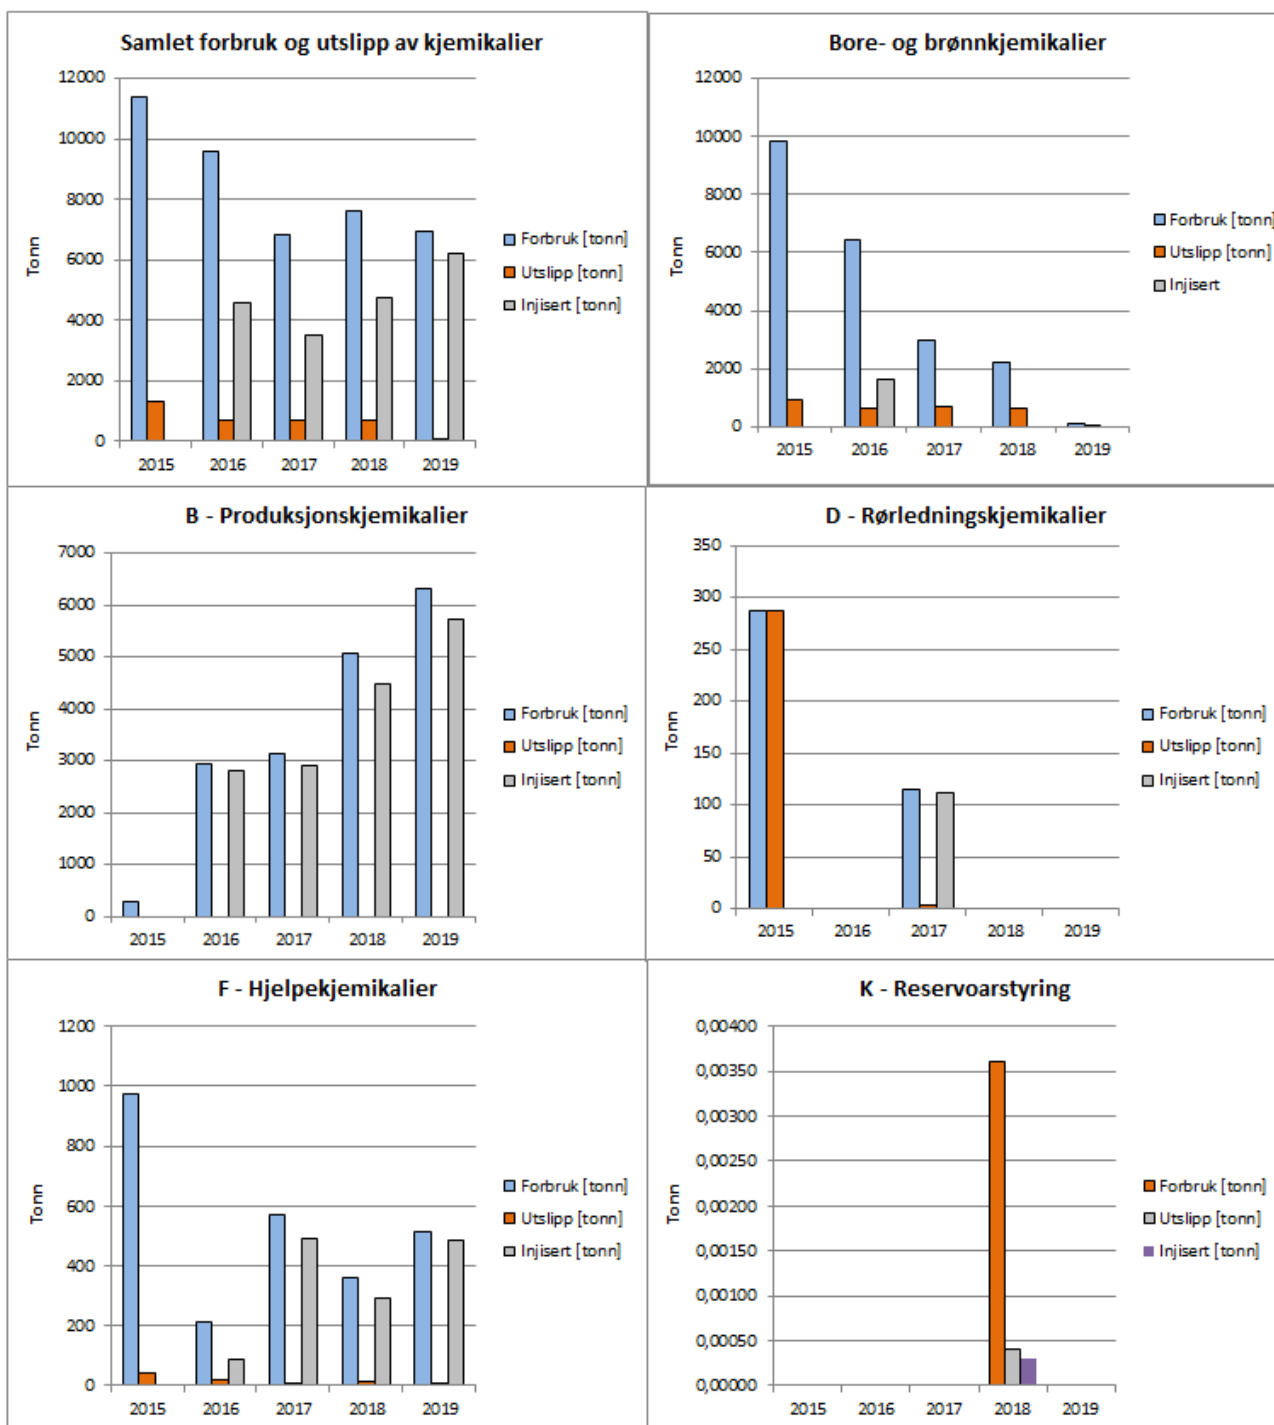 Samlet forbruk og utslipp av kjemikalier
12000
10000
8000
6000
4000
2000
0
Tonn
2015 2016 2017 2018 2019
Forbruk [tonn]
Utslipp [tonn]
Injisert [tonn]
Bore- og brønnkjemikalier
12000
10000
8000
6000
4000
2000
0
Tonn
2015 2016 2017 2018 2019
Forbruk [tonn]
Utslipp [tonn]
Injisert
B - Produksjonskjemikalier
7000
6000
5000
4000
3000
2000
1000
0
Tonn
2015 2016 2017 2018 2019
Forbruk [tonn]
Utslipp [tonn]
Injisert [tonn]
D - Rørledningskjemikalier
350
300
250
200
150
100
50
0
Tonn
2015 2016 2017 2018 2019
Forbruk [tonn]
Utslipp [tonn]
Injisert [tonn]
F - Hjelpekjemikalier
1200
1000
800
600
400
200
0
Tonn
2015 2016 2017 2018 2019
Forbruk [tonn]
Utslipp [tonn]
Injisert [tonn]
K - Reservoarstyring
0,00400
0,00350
0,00300
0,00250
0,00200
0,00150
0,00100
0,00050
0,00000
Tonn
2015 2016 2017 2018 2019
Forbruk [tonn]
Utslipp [tonn]
Injisert [tonn]